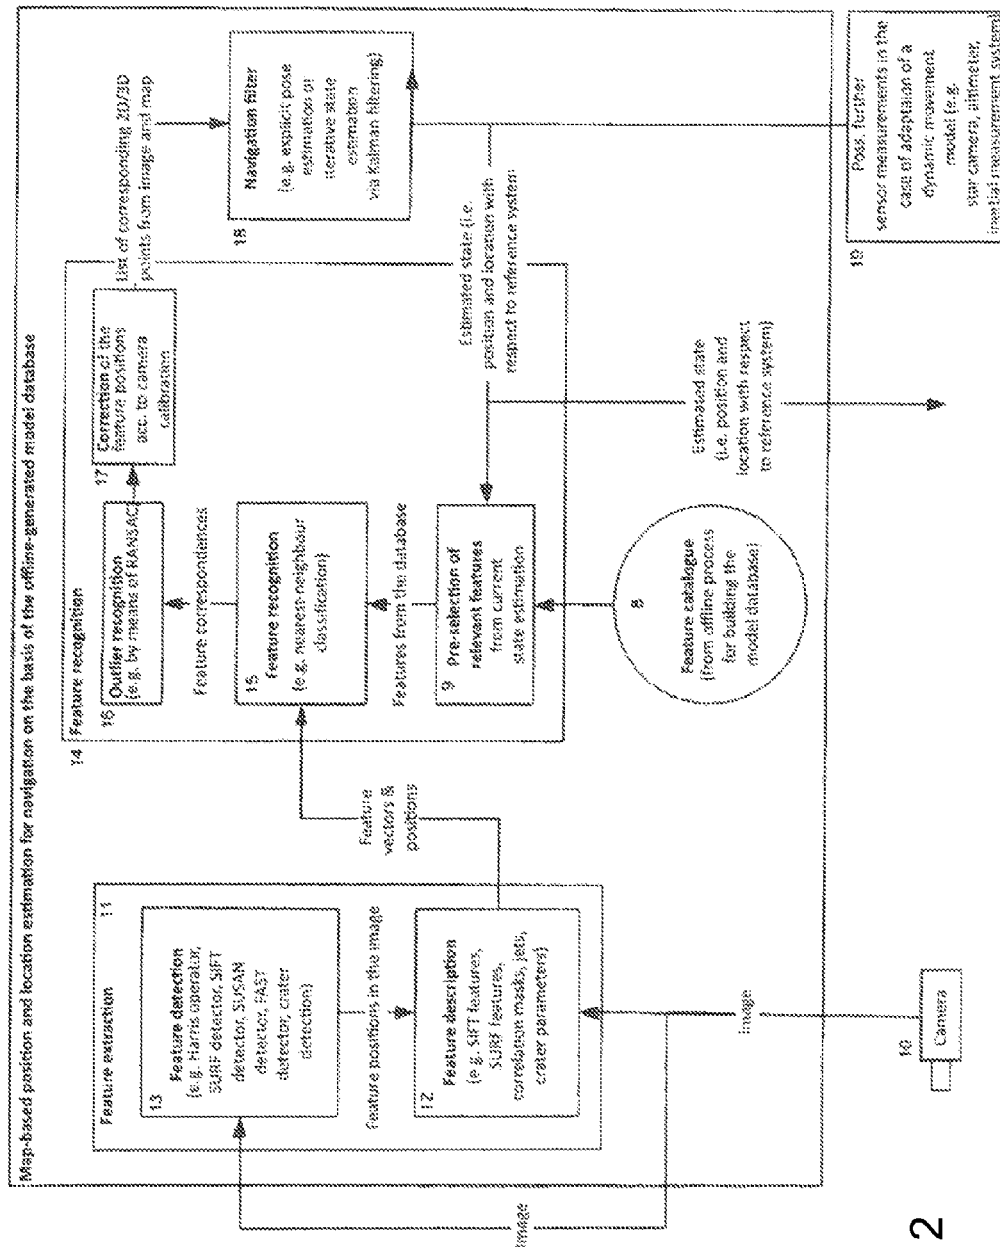 Map-based position and location estimation for navigation on the basis of the offline-generated model database
Feature extraction
11
13
Feature detection
(e.g. Harris operator,
SURF detector, SIFT
detector, SUSAN
detector, FAST
detector, crater
detection)
Feature positions in the image
12
Feature description
(e.g. SIFT features,
SURF features,
correlation masks, jets,
crater parameters)
Image
Image
10
Camera
Feature
vectors &
positions
14 Feature recognition
16
Outlier recognition
(e.g. by means of RANSAC)
Feature correspondences
15
Feature recognition
(e.g. nearest-neighbour
classification)
Features from the database
9
Pre-selection of
relevant features
from current
state estimation
8
Feature catalogue
(from offline process
for building the
model database)
17
Correction of the
feature positions
acc. to camera
calibration
List of corresponding 2D/3D
points from image and map
18
Navigation filter
(e.g. explicit pose
estimation or
iterative state
estimation
via Kalman filtering)
Estimated state (i.e.
position and location with
respect to reference system)
Estimated state
(i.e. position and
location with respect
to reference system)
19
Poss. further
sensor measurements in the
case of adaptation of a
dynamic movement
model (e.g.
star camera, altimeter,
inertial measurement system)
2